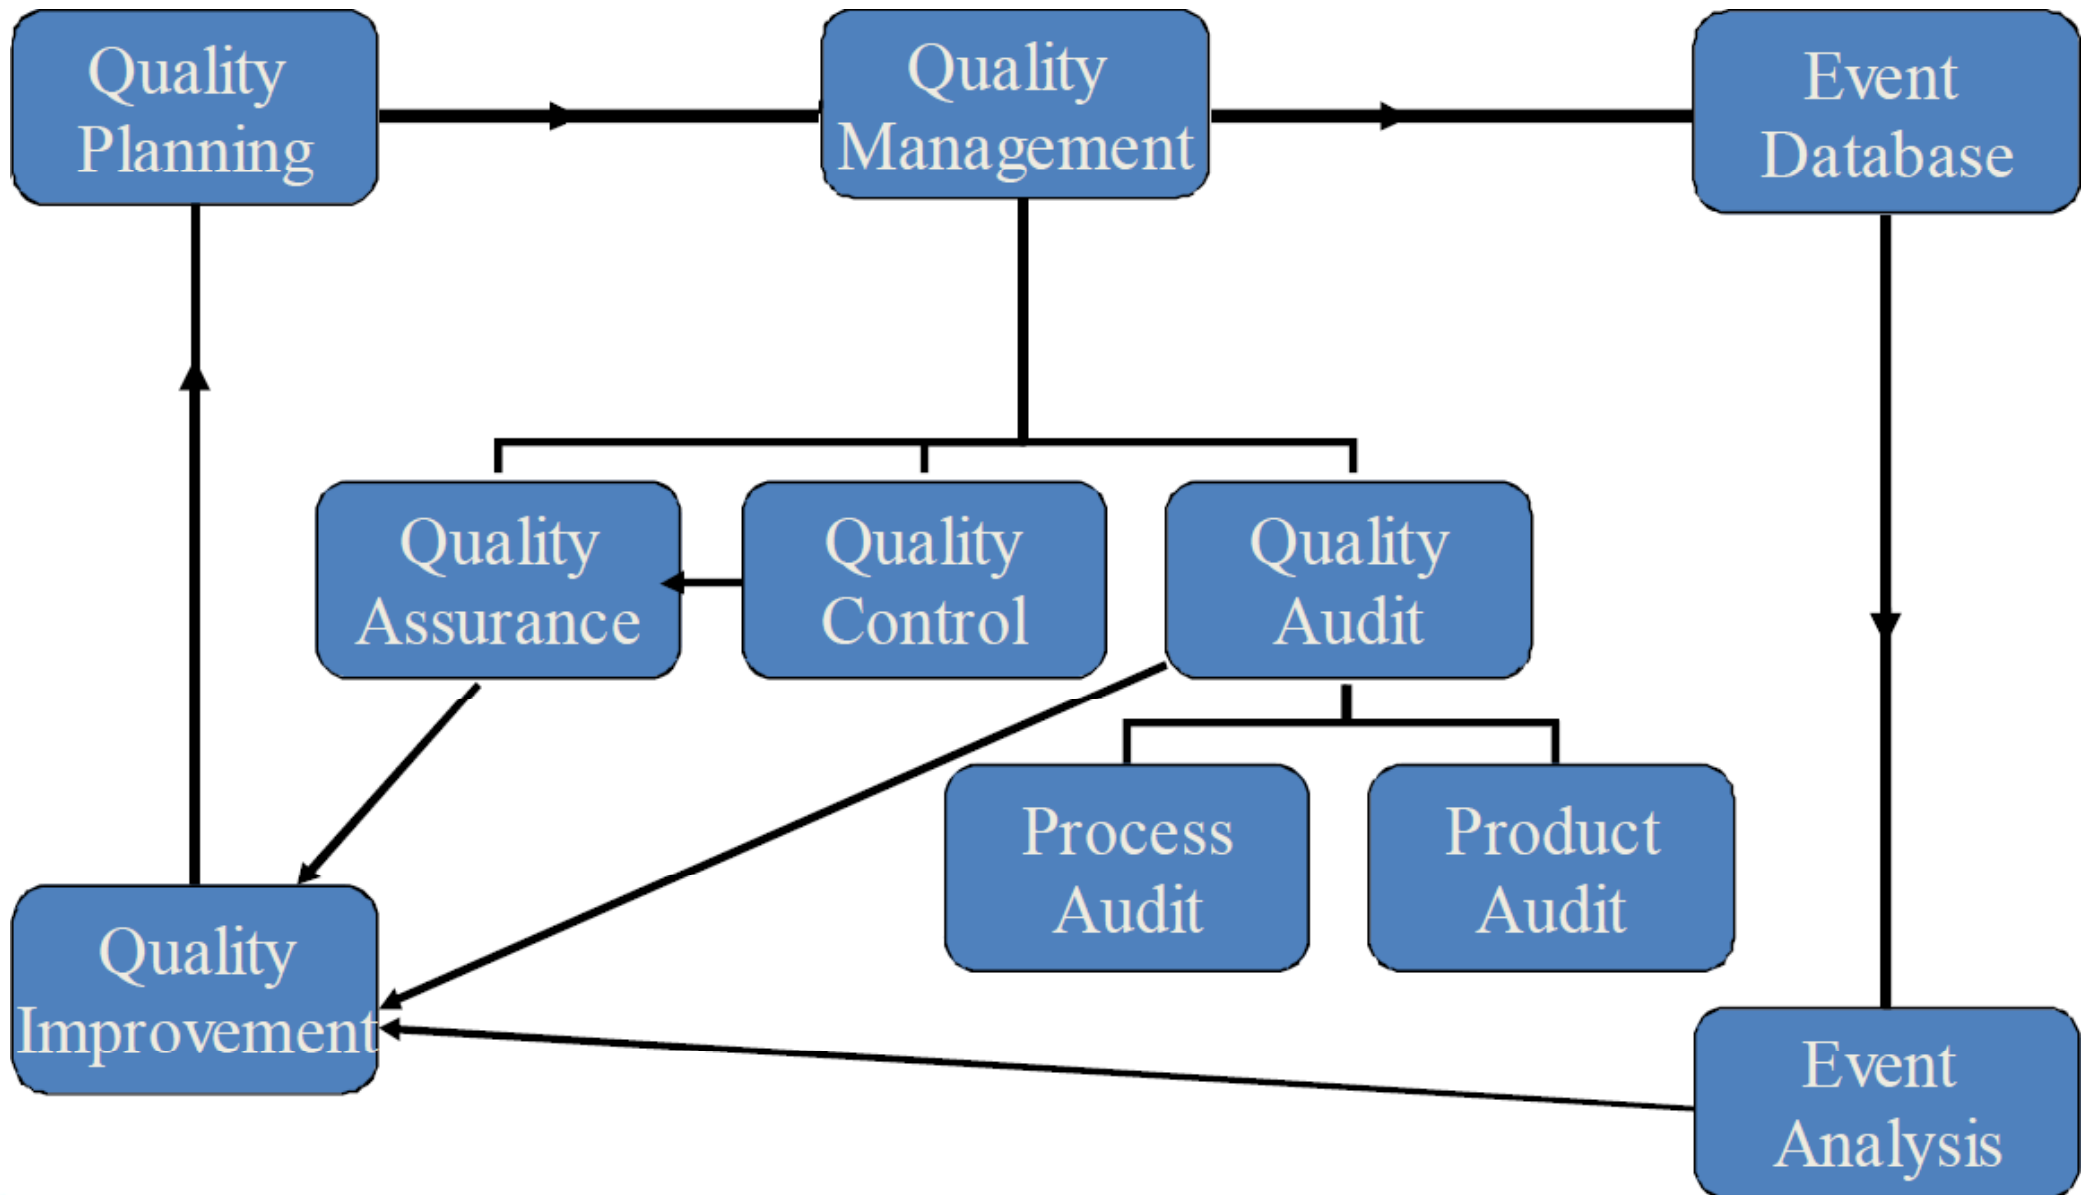 Quality
Planning
Quality
Management
Event
Database
Quality
Assurance
Quality
Control
Quality
Audit
Process
Audit
Product
Audit
Quality
Improvement
Event
Analysis